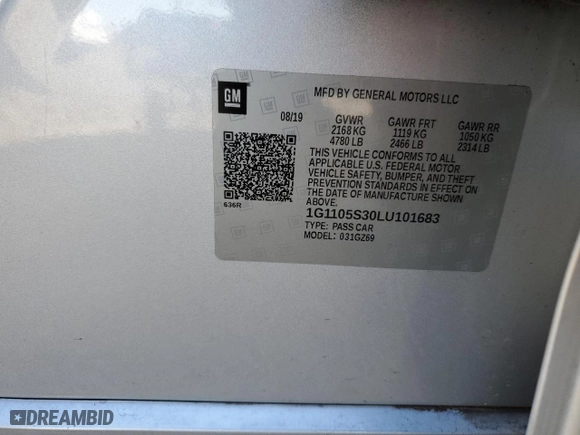 GM
MFD BY GENERAL MOTORS LLC
08/19 GVWR GAWR FRT GAWR RR
2168 KG 1119 KG 1050 KG
4780 LB 2466 LB 2314 LB
THIS VEHICLE CONFORMS TO ALL
APPLICABLE U.S. FEDERAL MOTOR
VEHICLE SAFETY, BUMPER, AND THEFT
PREVENTION STANDARDS IN EFFECT ON
THE DATE OF MANUFACTURE SHOWN
ABOVE.
636R
1G1105S30LU101683
TYPE: PASS CAR
MODEL: 031GZ69
DREAMBID